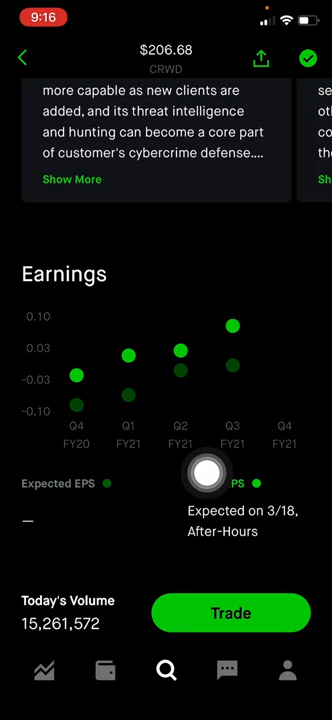 9:16
$206.68
CRWD
more capable as new clients are
added, and its threat intelligence
and hunting can become a core part
of customer's cybercrime defense....
Show More
Sh
Earnings
0.10
0.03
-0.03
-0.10
Q4 Q1 Q2 Q3 Q4
FY20 FY21 FY21 FY21 FY21
Expected EPS
PS
—
Expected on 3/18,
After-Hours
Today's Volume
15,261,572
Trade